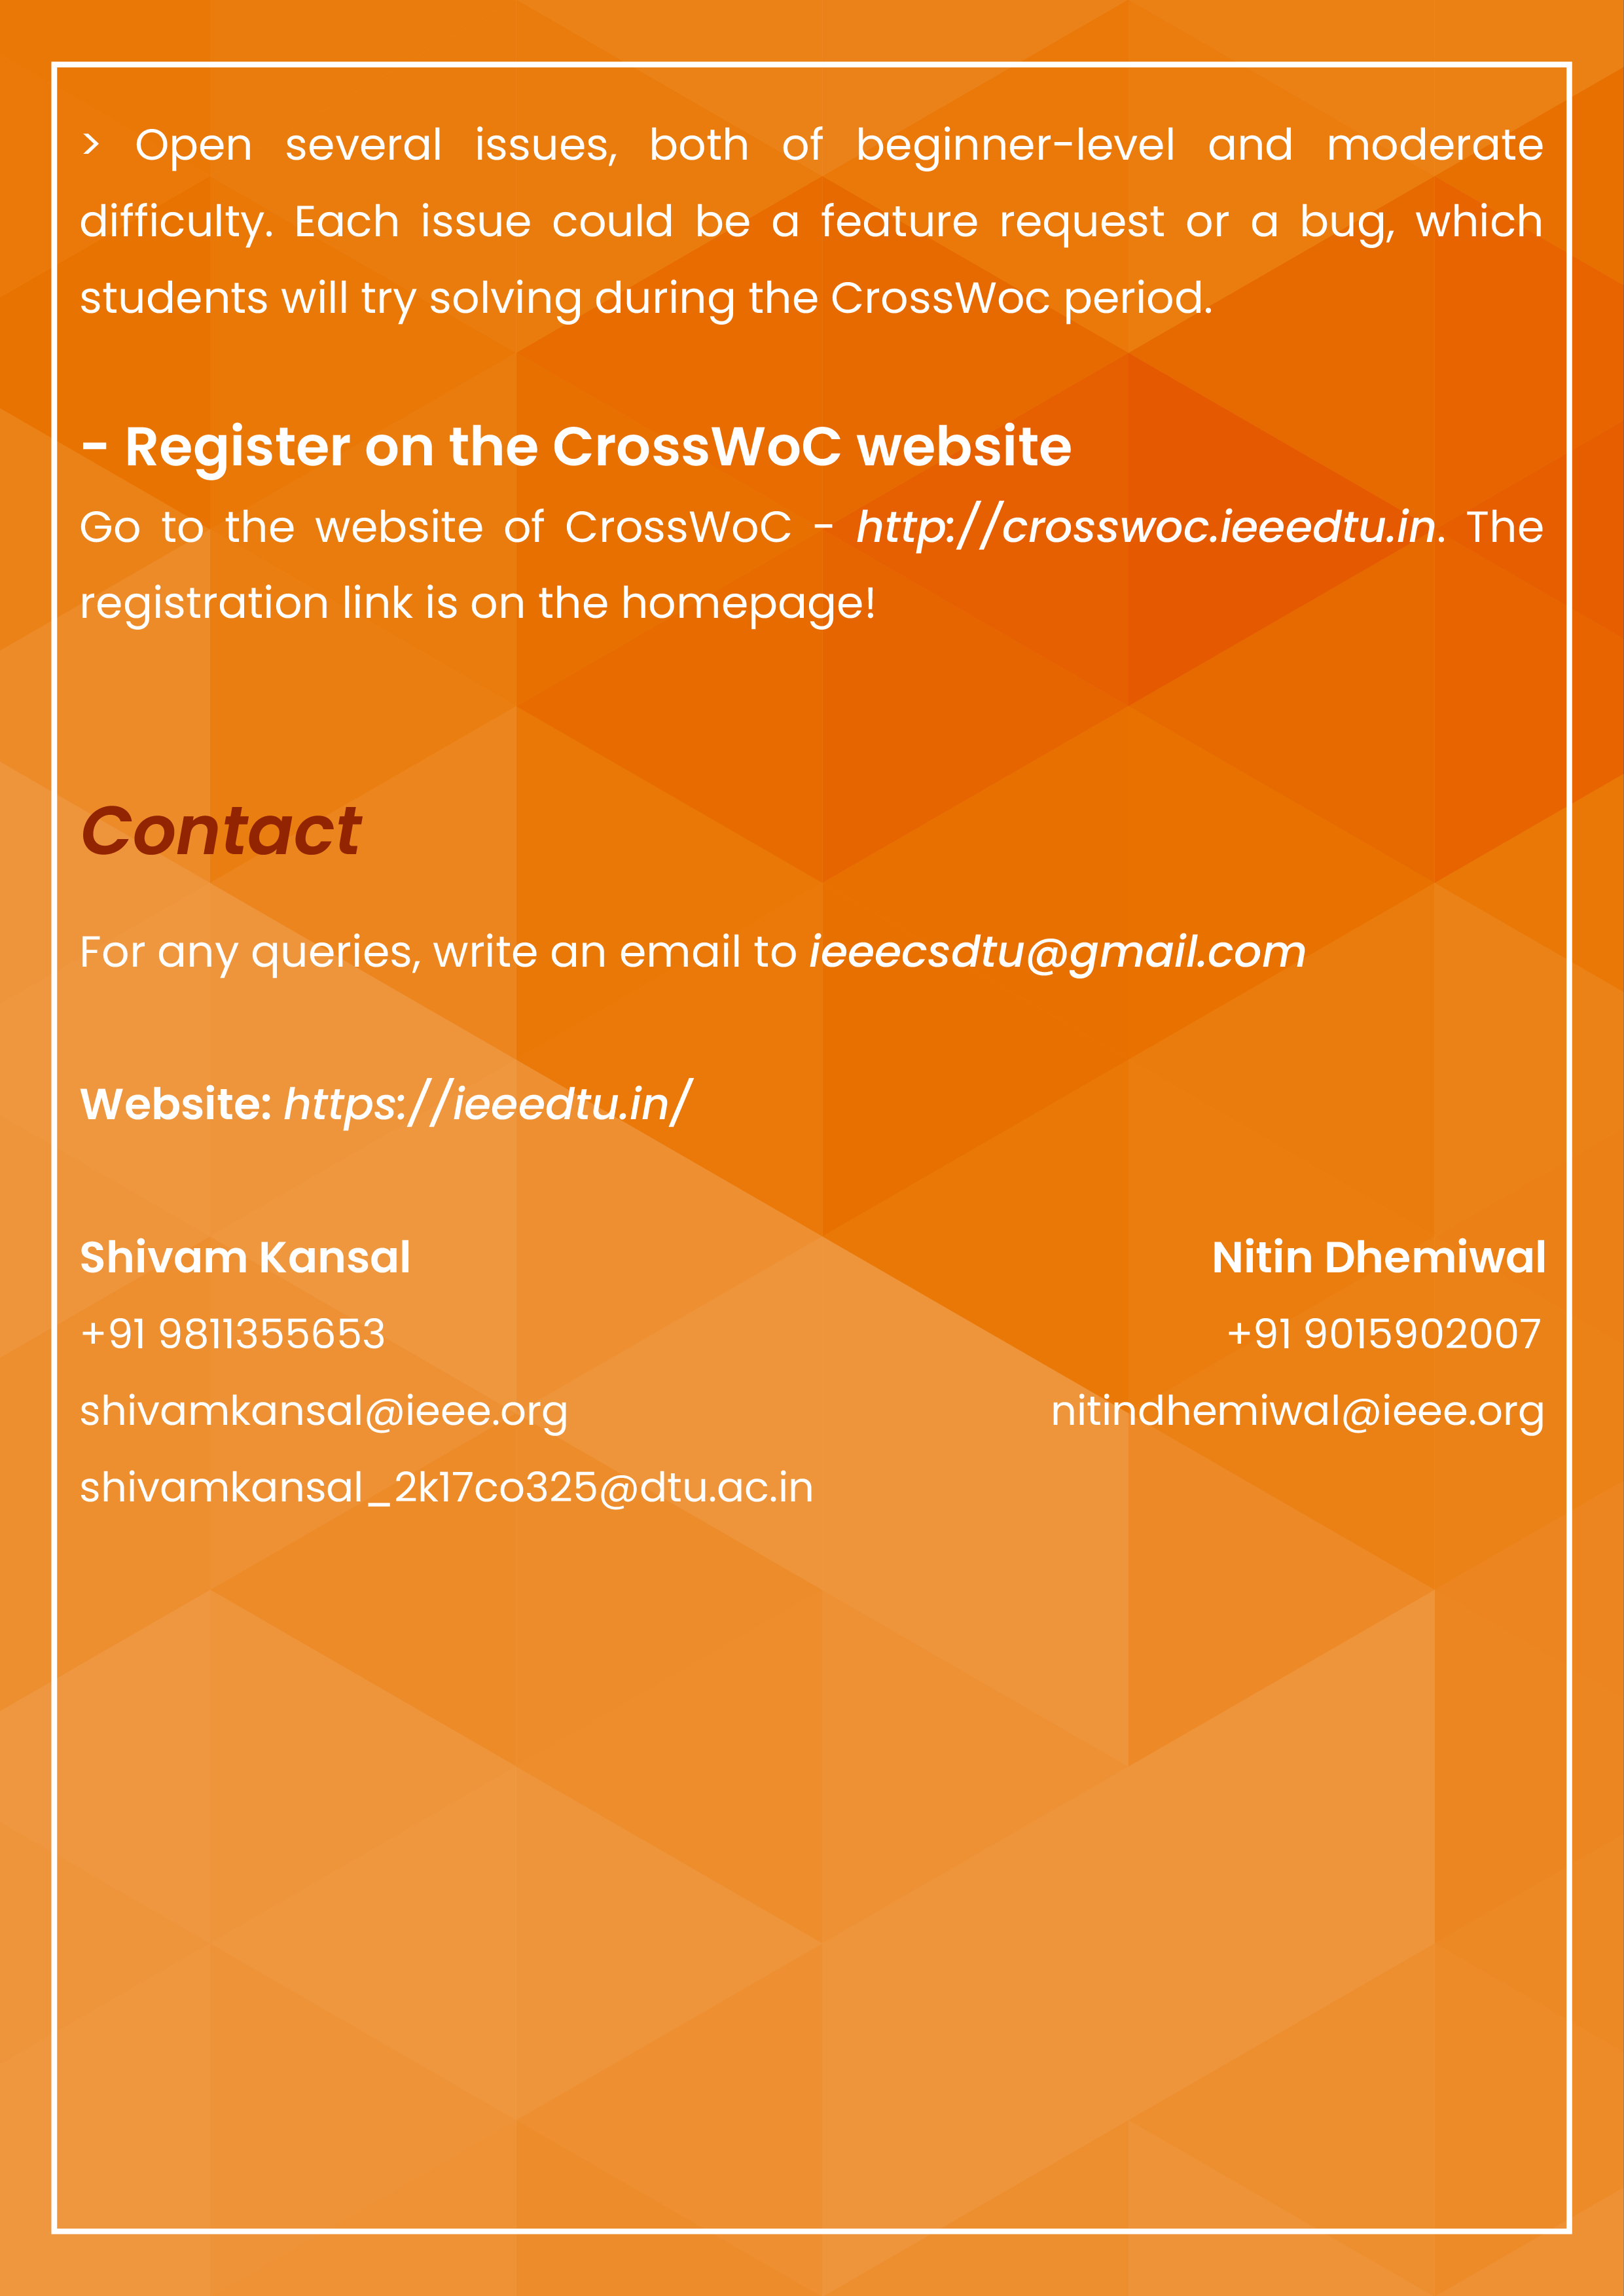 > Open several issues, both of beginner-level and moderate
difficulty. Each issue could be a feature request or a bug, which
students will try solving during the CrossWoc period.
- Register on the CrossWoC website
Go to the website of CrossWoC - http://crosswoc.ieeedtu.in. The
registration link is on the homepage!
Contact
For any queries, write an email to ieeecsdtu@gmail.com
Website: https://ieeedtu.in/
Shivam Kansal
+91 9811355653
shivamkansal@ieee.org
shivamkansal_2k17co325@dtu.ac.in
Nitin Dhemiwal
+91 9015902007
nitindhemiwal@ieee.org